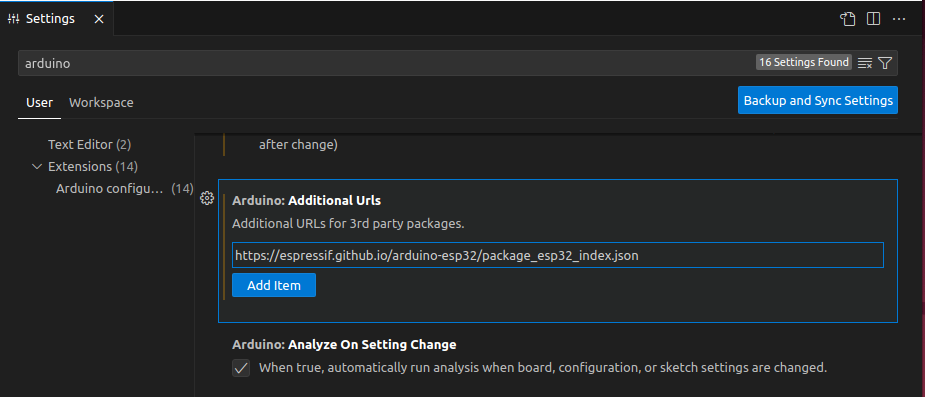 Settings
arduino
16 Settings Found
User Workspace
Backup and Sync Settings
Text Editor (2)
Extensions (14)
Arduino configu... (14)
after change)
Arduino: Additional Urls
Additional URLs for 3rd party packages.
https://espressif.github.io/arduino-esp32/package_esp32_index.json
Add Item
Arduino: Analyze On Setting Change
When true, automatically run analysis when board, configuration, or sketch settings are changed.